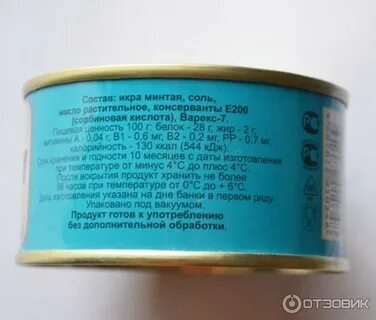 Состав: икра минтая, соль,
масло растительное, консерванты Е200
(сорбиновая кислота), Варекс-7.
Пищевая ценность 100 г: белок - 28 г, жир - 2 г,
витамины А - 0,04 г, В1 - 0,6 мг, В2 - 0,2 мг, РР - 0,7 мг,
калорийность - 130 ккал (544 кДж).
Срок хранения и годности 10 месяцев с даты изготовления
при температуре от минус 4°С до плюс 4°С.
После вскрытия продукт хранить не более
36 часов при температуре от 0°С до + 6°С.
Дата изготовления указана на дне банки в первом ряду.
Упаковано под вакуумом.
Продукт готов к употреблению
без дополнительной обработки.
ОТЗОВИК